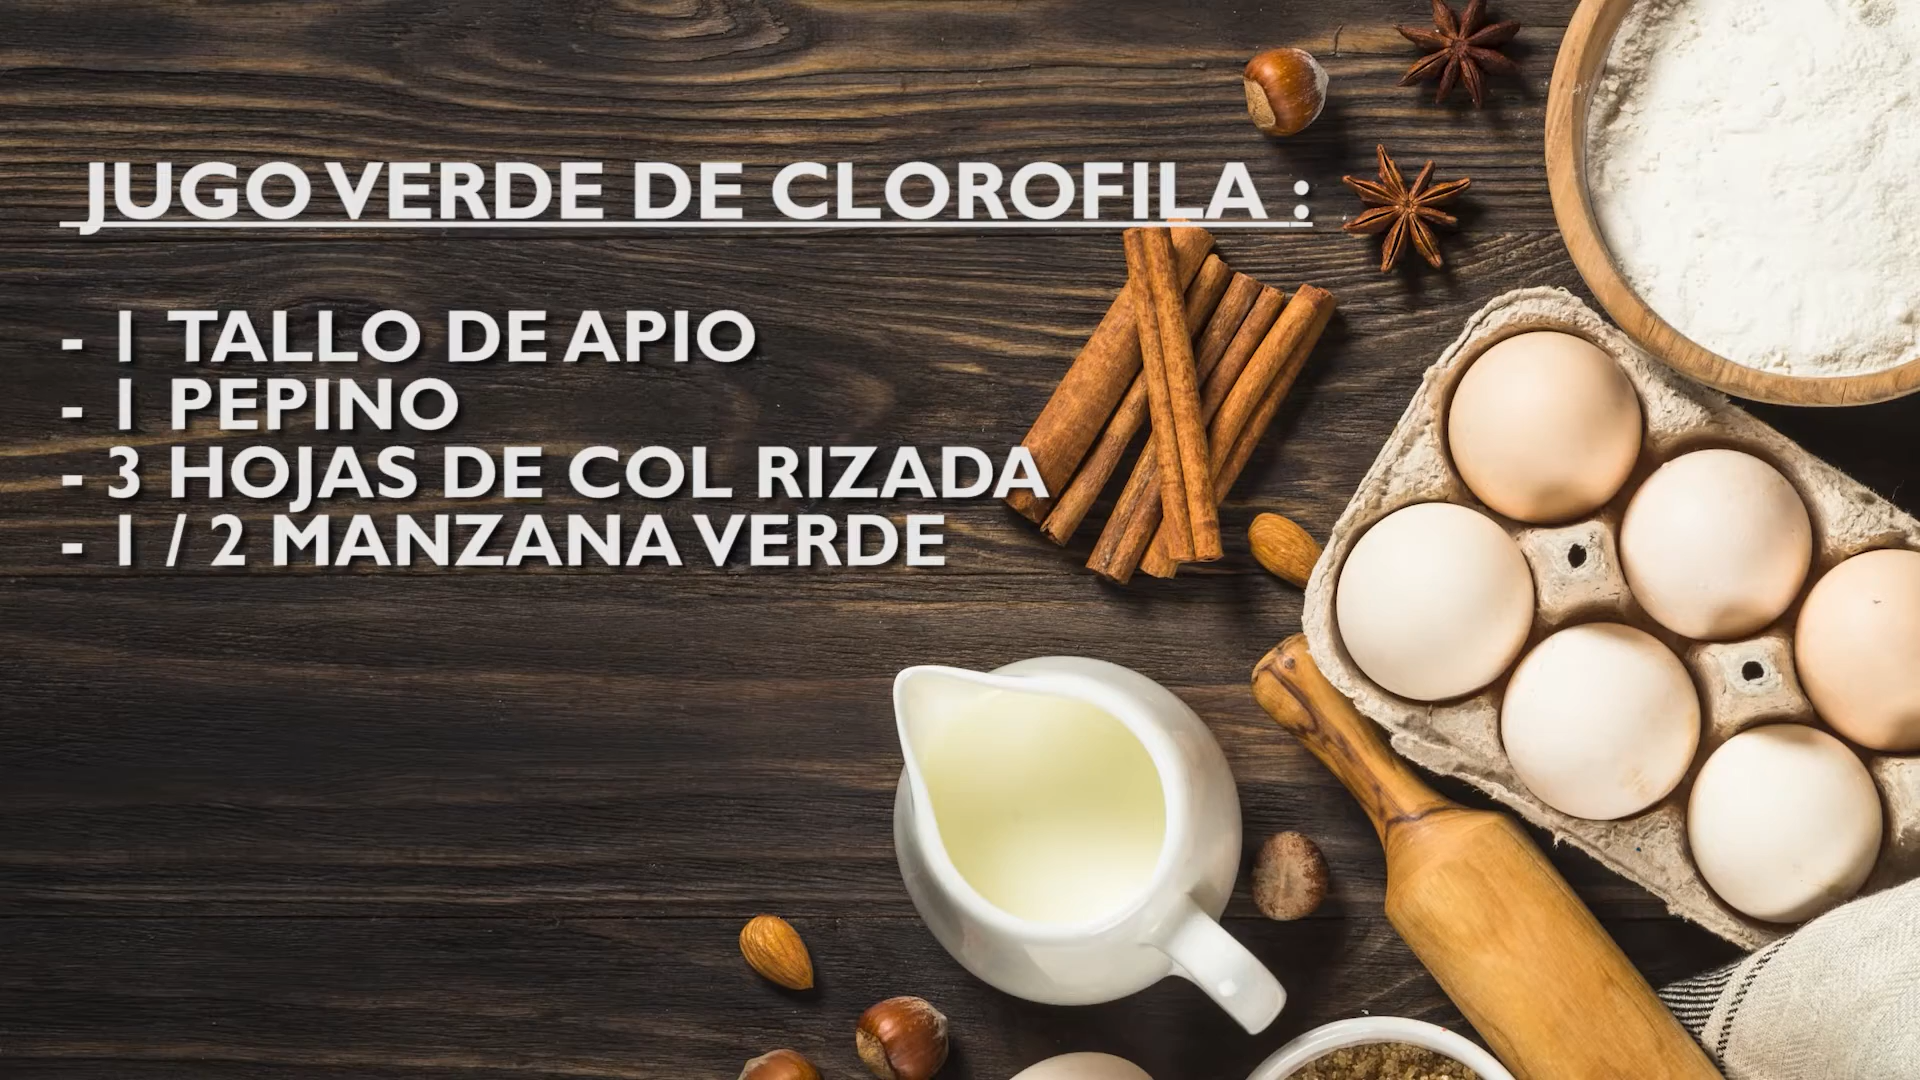 JUGO VERDE DE CLOROFILA :
- 1 TALLO DE APIO
- 1 PEPINO
- 3 HOJAS DE COL RIZADA
- 1 / 2 MANZANA VERDE